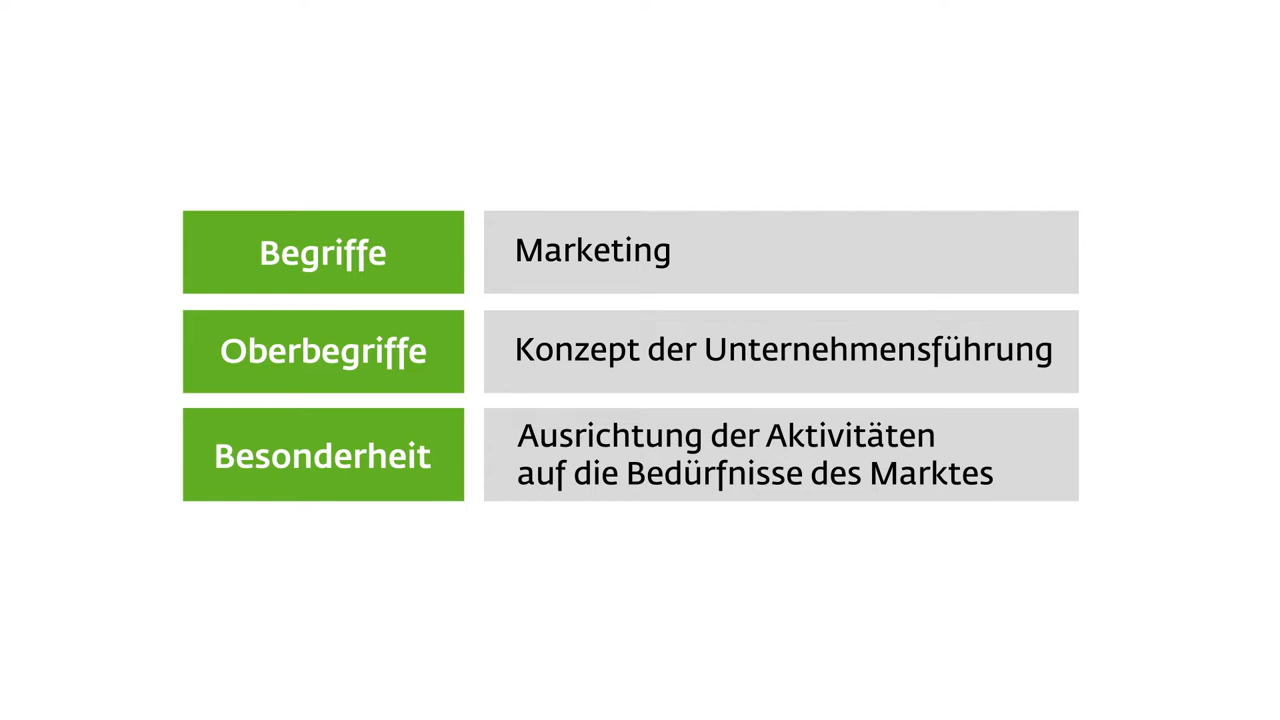 Begriffe
Marketing
Oberbegriffe
Konzept der Unternehmensführung
Besonderheit
Ausrichtung der Aktivitäten
auf die Bedürfnisse des Marktes